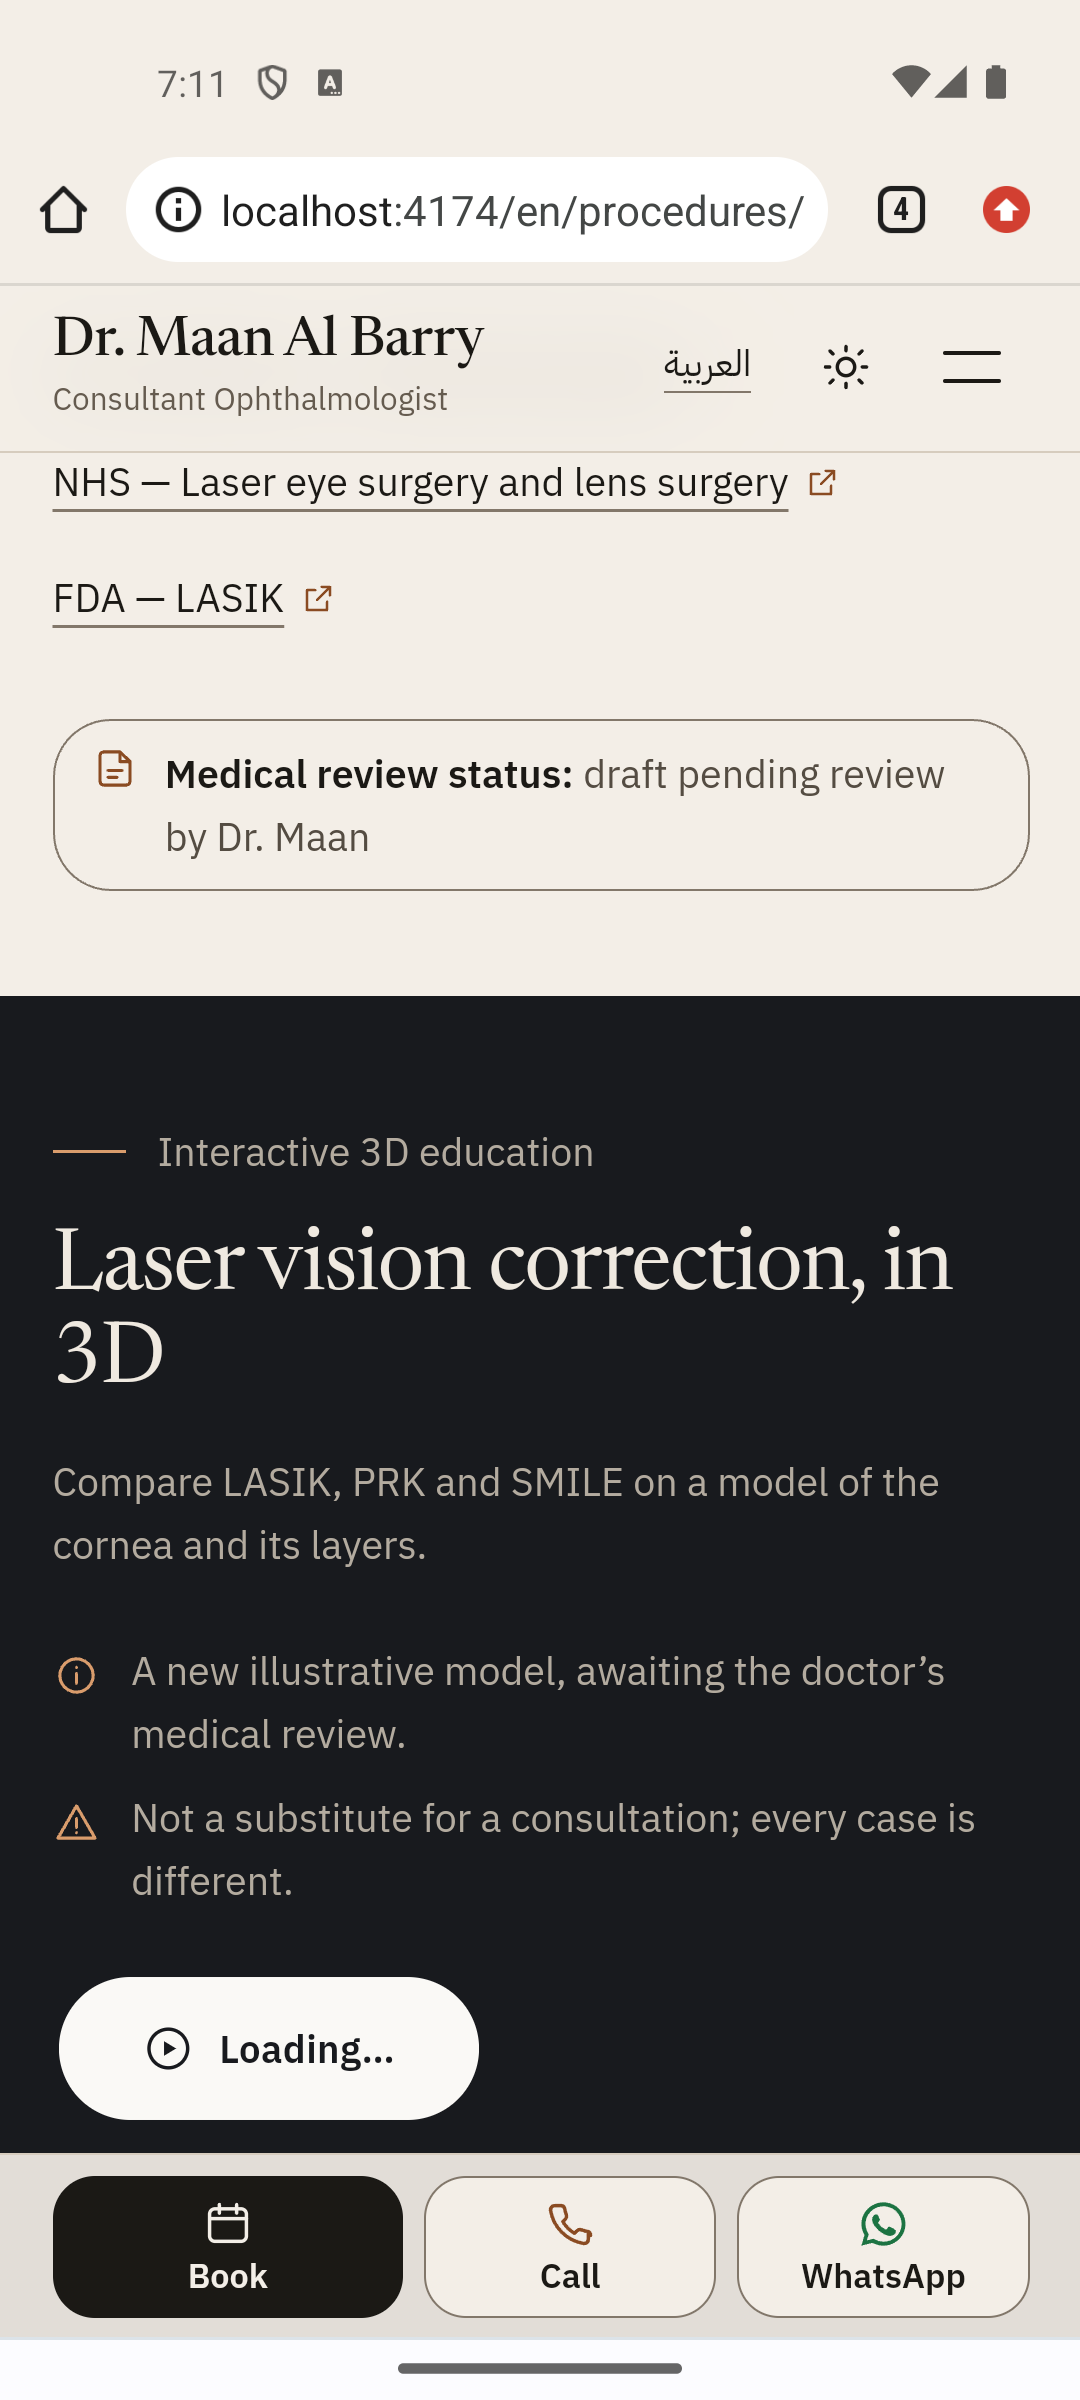 7:11
localhost:4174/en/procedures/
4
Dr. Maan Al Barry
Consultant Ophthalmologist
العربية
NHS — Laser eye surgery and lens surgery
FDA — LASIK
Medical review status: draft pending review
by Dr. Maan
Interactive 3D education
Laser vision correction, in
3D
Compare LASIK, PRK and SMILE on a model of the
cornea and its layers.
A new illustrative model, awaiting the doctor’s
medical review.
Not a substitute for a consultation; every case is
different.
Loading…
Book
Call
WhatsApp